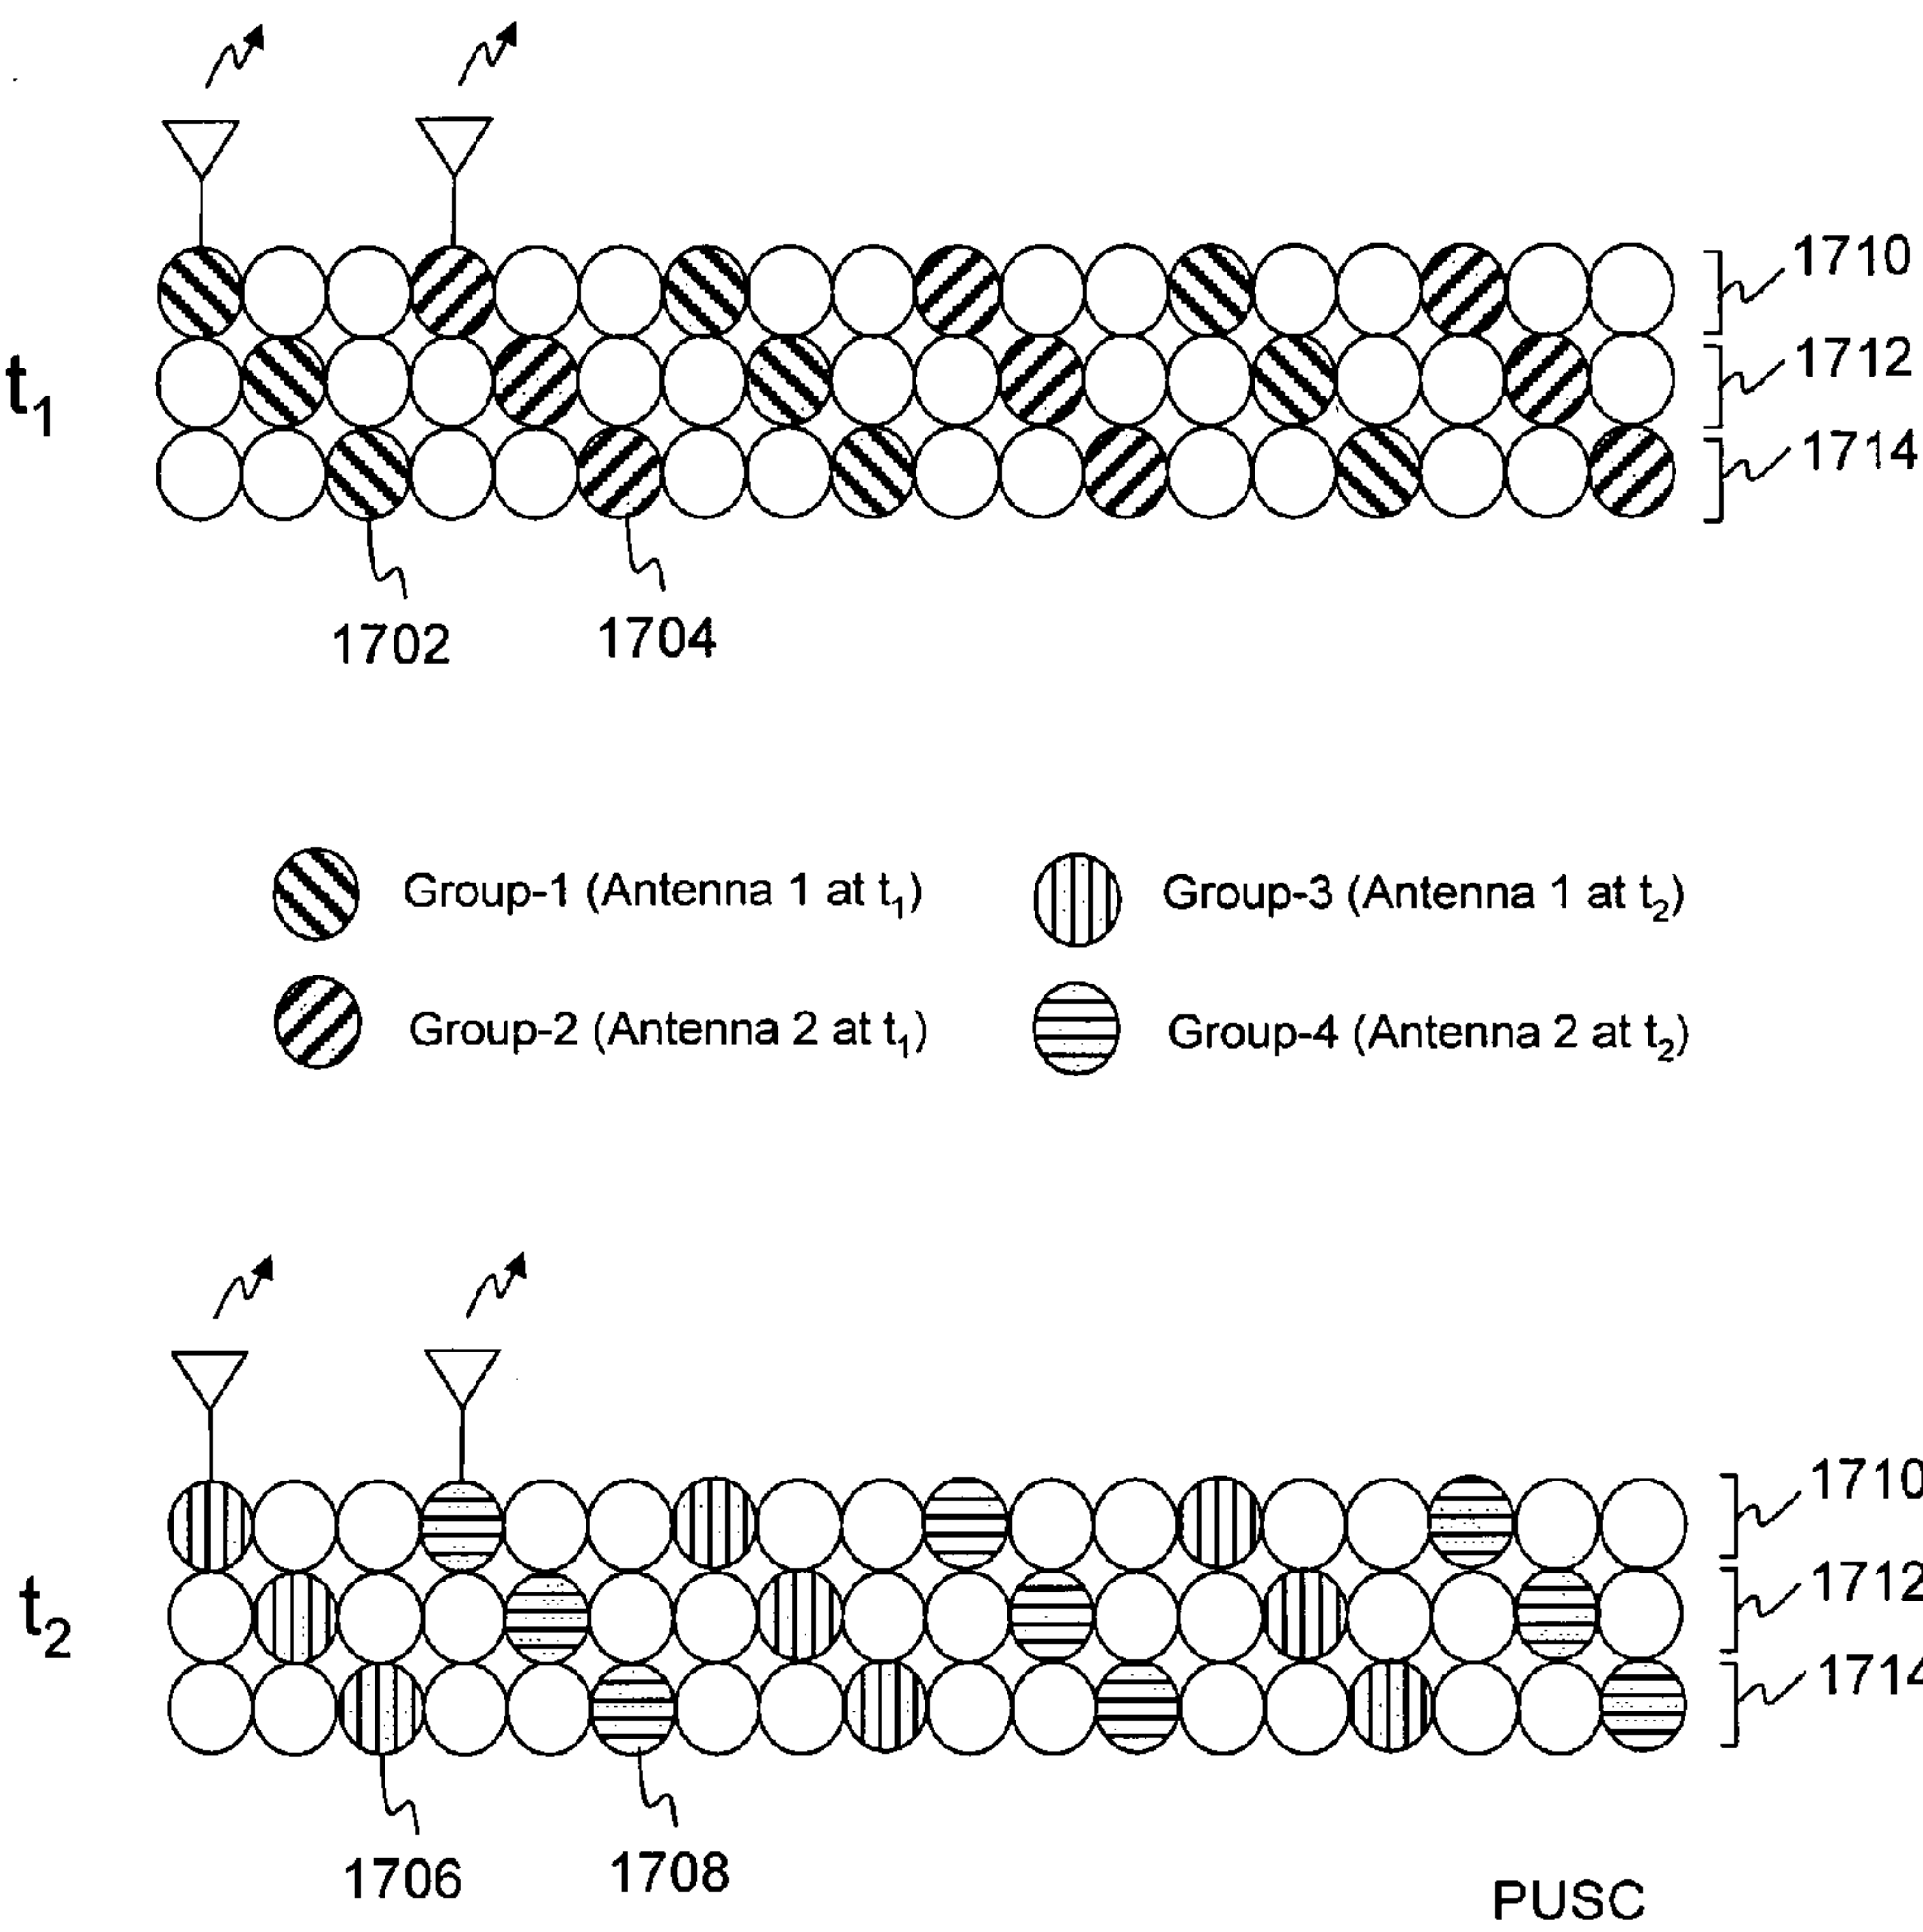 1710
1712
t1
1714
1702 1704
Group-1 (Antenna 1 at t1) Group-3 (Antenna 1 at t2)
Group-2 (Antenna 2 at t1) Group-4 (Antenna 2 at t2)
1710
1712
t2
1714
1706 1708
PUSC